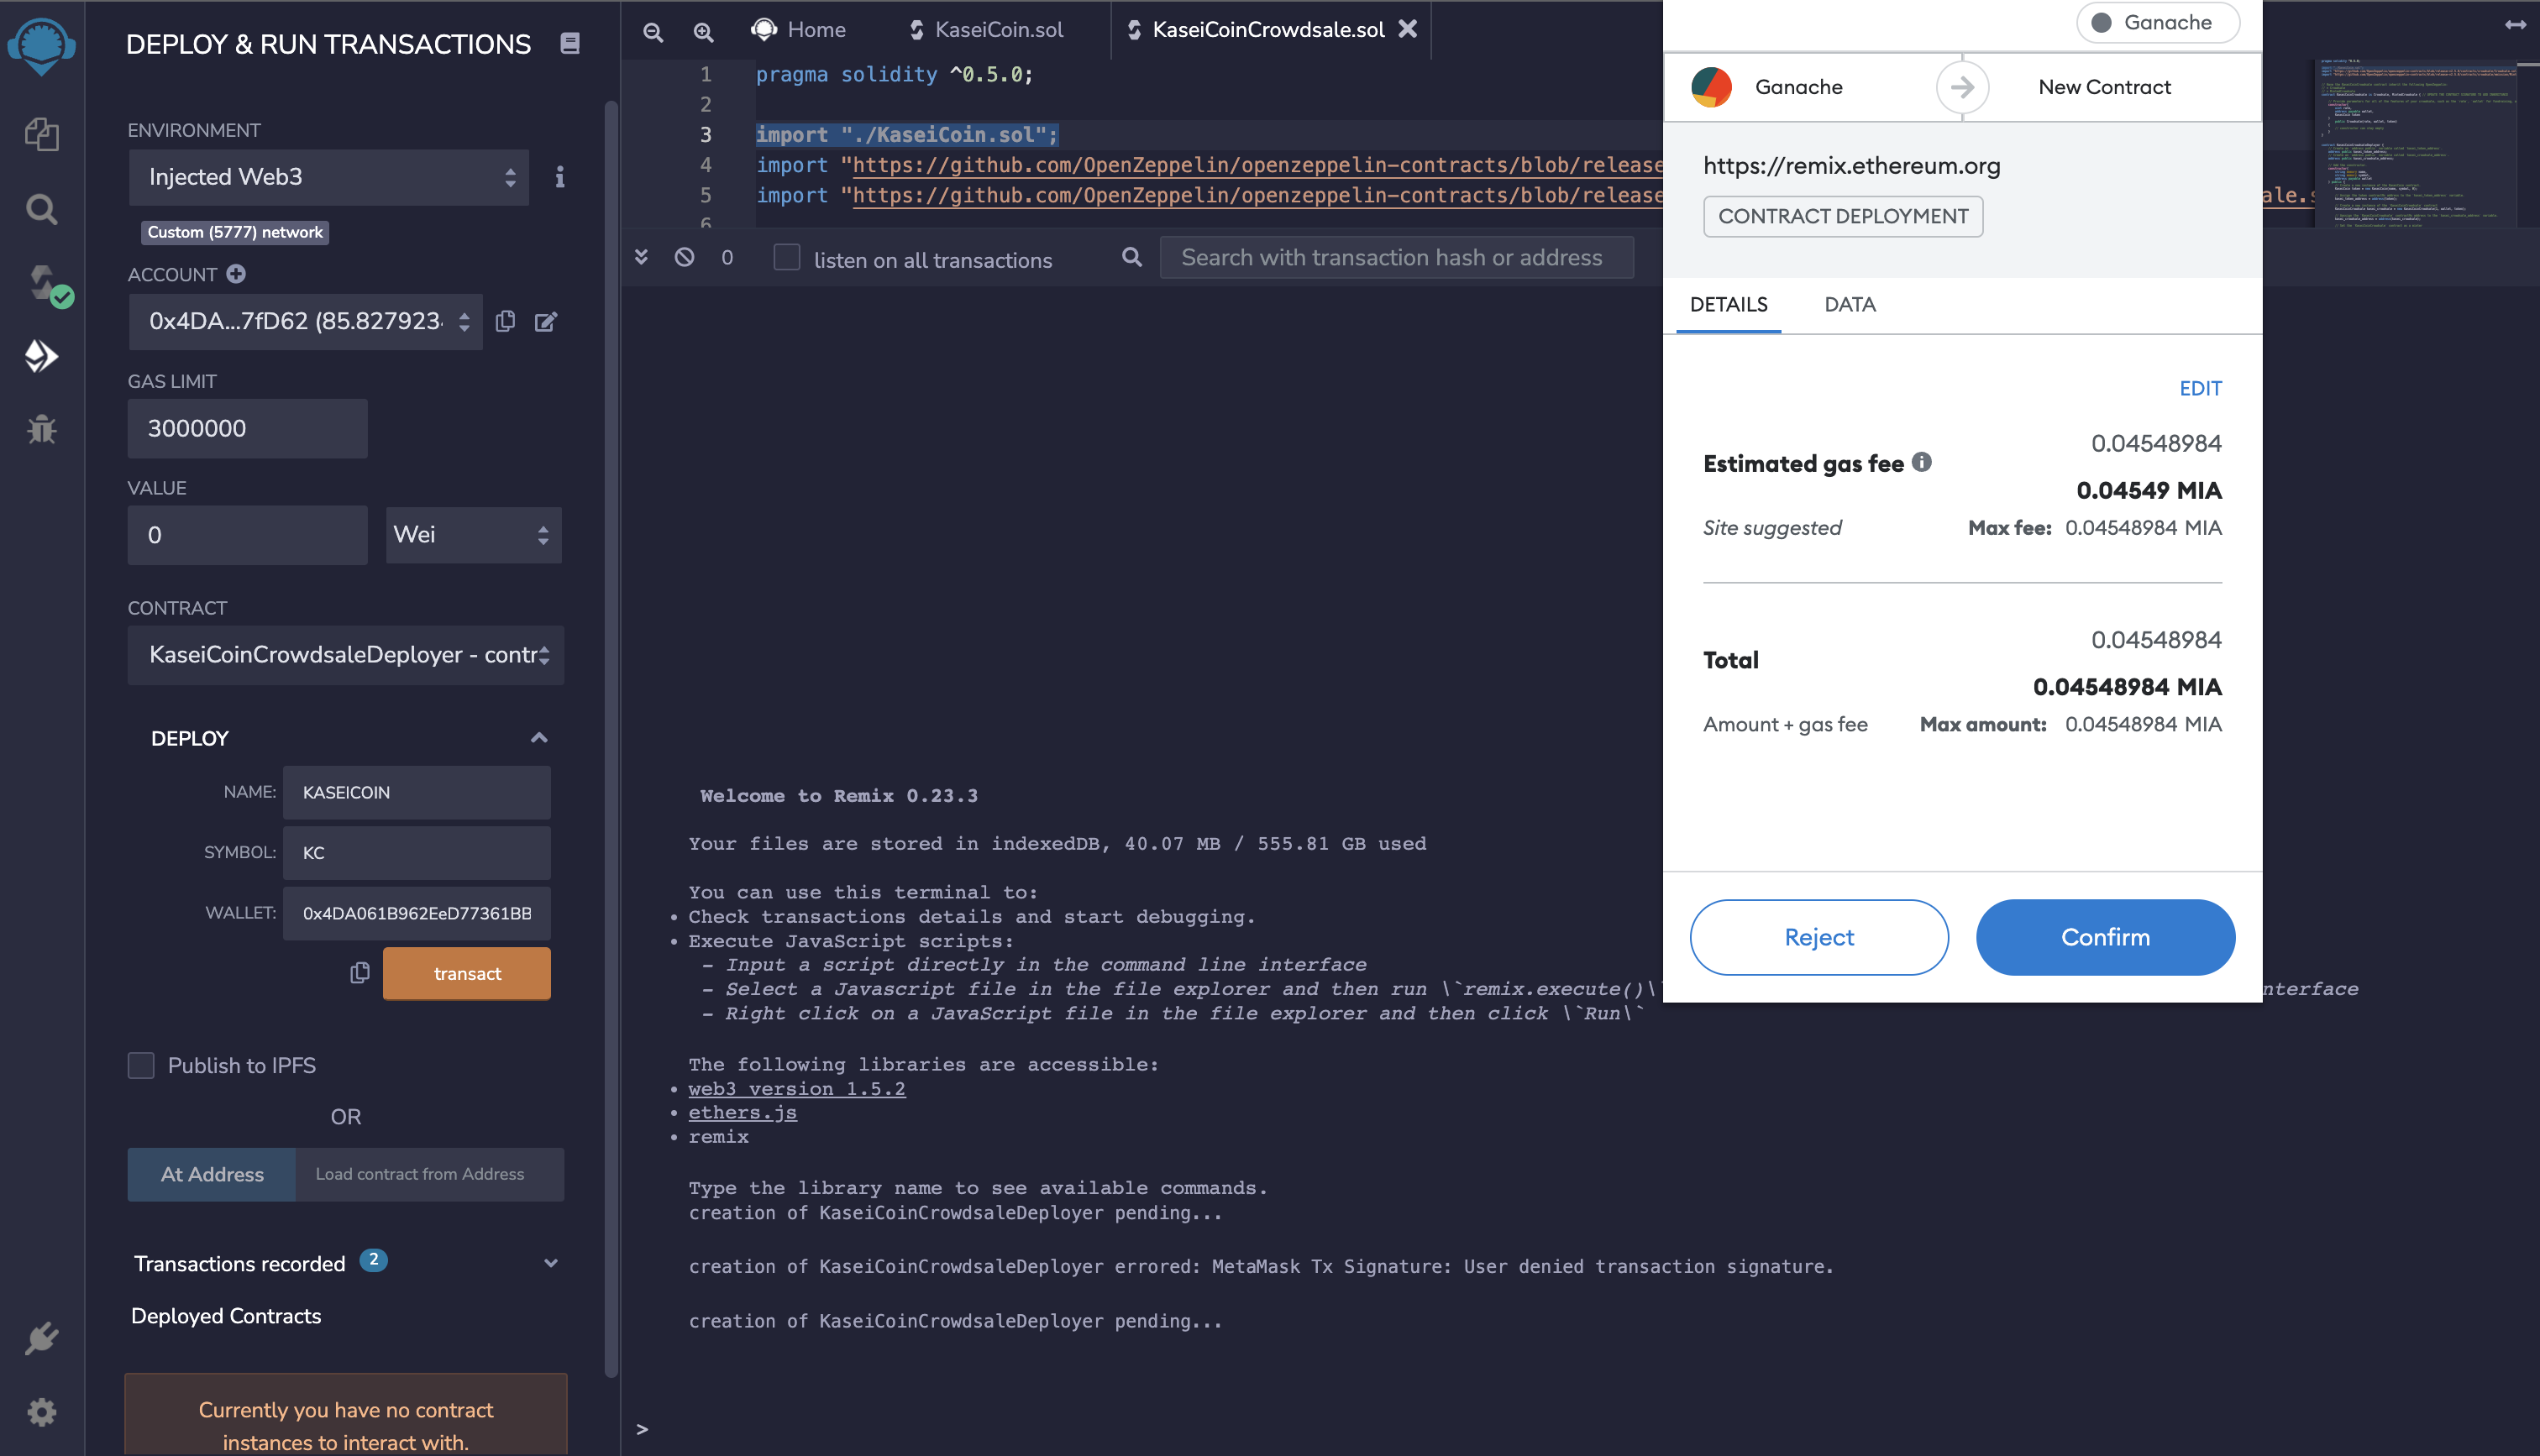 DEPLOY & RUN TRANSACTIONS
ENVIRONMENT
Injected Web3
Custom (5777) network
ACCOUNT
0x4DA...7fD62 (85.827923
GAS LIMIT
3000000
VALUE
0
Wei
CONTRACT
KaseiCoinCrowdsaleDeployer - contr
DEPLOY
NAME:
KASEICOIN
SYMBOL:
KC
WALLET:
0x4DA061B962EeD77361BB
transact
Publish to IPFS
OR
At Address
Load contract from Address
Transactions recorded 2
Deployed Contracts
Currently you have no contract
instances to interact with.
Home
KaseiCoin.sol
KaseiCoinCrowdsale.sol
1 pragma solidity ^0.5.0;
2
3 import "./KaseiCoin.sol";
4 import "https://github.com/OpenZeppelin/openzeppelin-contracts/blob/release
5 import "https://github.com/OpenZeppelin/openzeppelin-contracts/blob/release
ale.s
6
0
listen on all transactions
Search with transaction hash or address
Welcome to Remix 0.23.3
Your files are stored in indexedDB, 40.07 MB / 555.81 GB used
You can use this terminal to:
• Check transactions details and start debugging.
• Execute JavaScript scripts:
- Input a script directly in the command line interface
- Select a Javascript file in the file explorer and then run \`remix.execute()\`
nterface
- Right click on a JavaScript file in the file explorer and then click \`Run\`
The following libraries are accessible:
• web3 version 1.5.2
• ethers.js
• remix
Type the library name to see available commands.
creation of KaseiCoinCrowdsaleDeployer pending...
creation of KaseiCoinCrowdsaleDeployer errored: MetaMask Tx Signature: User denied transaction signature.
creation of KaseiCoinCrowdsaleDeployer pending...
>
Ganache
Ganache
New Contract
https://remix.ethereum.org
CONTRACT DEPLOYMENT
DETAILS
DATA
EDIT
Estimated gas fee
0.04548984
0.04549 MIA
Site suggested
Max fee: 0.04548984 MIA
Total
0.04548984
0.04548984 MIA
Amount + gas fee
Max amount: 0.04548984 MIA
Reject
Confirm